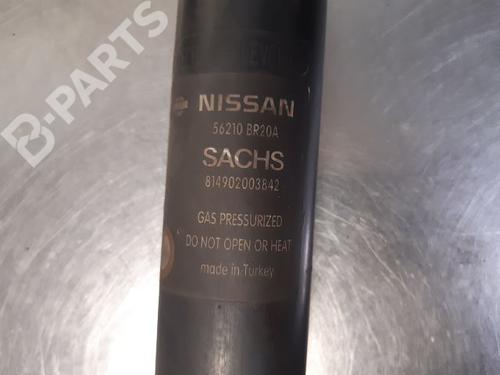 B-PARTS
NISSAN
56210 BR20A
SACHS
814902003842
GAS PRESSURIZED
DO NOT OPEN OR HEAT
made in Turkey